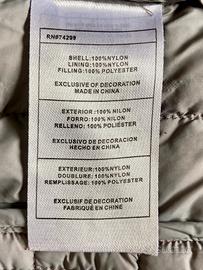 RN#74299
SHELL:100%NYLON
LINING:100%NYLON
FILLING:100% POLYESTER
EXCLUSIVE OF DECORATION
MADE IN CHINA
EXTERIOR:100% NILON
FORRO:100% NILON
RELLENO: 100% POLIÉSTER
EXCLUSIVO DE DECORACION
HECHO EN CHINA
EXTERIEUR:100% NYLON
DOUBLURE:100%NYLON
REMPLISSAGE: 100% POLYESTER
EXCLUSIF DE DECORATION
FABRIQUÉ EN CHINE